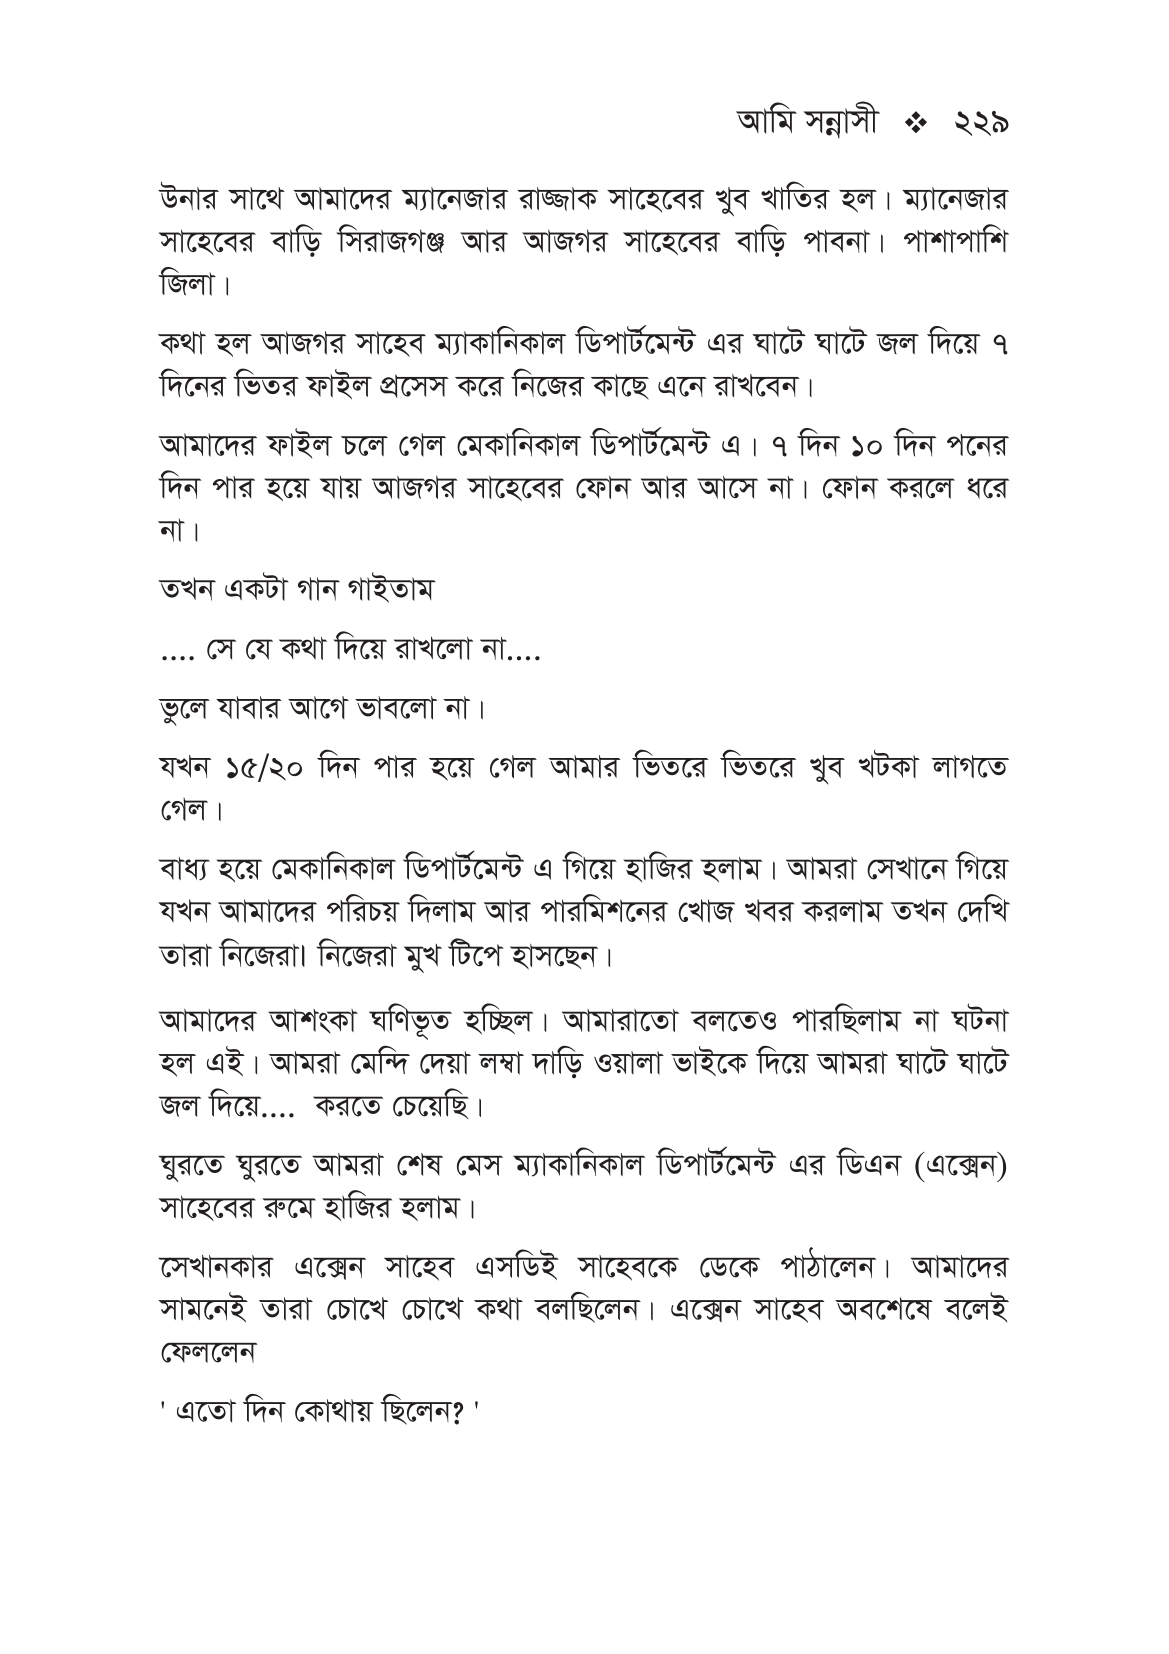 আমি সন্নাসী ❖ ২২৯
উনার সাথে আমাদের ম্যানেজার রাজ্জাক সাহেবের খুব খাতির হল। ম্যানেজার
সাহেবের বাড়ি সিরাজগঞ্জ আর আজগর সাহেবের বাড়ি পাবনা। পাশাপাশি
জিলা।
কথা হল আজগর সাহেব ম্যাকানিকাল ডিপার্টমেন্ট এর ঘাটে ঘাটে জল দিয়ে ৭
দিনের ভিতর ফাইল প্রসেস করে নিজের কাছে এনে রাখবেন।
আমাদের ফাইল চলে গেল মেকানিকাল ডিপার্টমেন্ট এ। ৭ দিন ১০ দিন পনের
দিন পার হয়ে যায় আজগর সাহেবের ফোন আর আসে না। ফোন করলে ধরে
না।
তখন একটা গান গাইতাম
.... সে যে কথা দিয়ে রাখলো না....
ভুলে যাবার আগে ভাবলো না।
যখন ১৫/২০ দিন পার হয়ে গেল আমার ভিতরে ভিতরে খুব খটকা লাগতে
গেল।
বাধ্য হয়ে মেকানিকাল ডিপার্টমেন্ট এ গিয়ে হাজির হলাম। আমরা সেখানে গিয়ে
যখন আমাদের পরিচয় দিলাম আর পারমিশনের খোজ খবর করলাম তখন দেখি
তারা নিজেরা। নিজেরা মুখ টিপে হাসছেন।
আমাদের আশংকা ঘণিভূত হচ্ছিল। আমারাতো বলতেও পারছিলাম না ঘটনা
হল এই। আমরা মেন্দি দেয়া লম্বা দাড়ি ওয়ালা ভাইকে দিয়ে আমরা ঘাটে ঘাটে
জল দিয়ে.... করতে চেয়েছি।
ঘুরতে ঘুরতে আমরা শেষ মেস ম্যাকানিকাল ডিপার্টমেন্ট এর ডিএন (এক্সেন)
সাহেবের রুমে হাজির হলাম।
সেখানকার এক্সেন সাহেব এসডিই সাহেবকে ডেকে পাঠালেন। আমাদের
সামনেই তারা চোখে চোখে কথা বলছিলেন। এক্সেন সাহেব অবশেষে বলেই
ফেললেন
' এতো দিন কোথায় ছিলেন? '